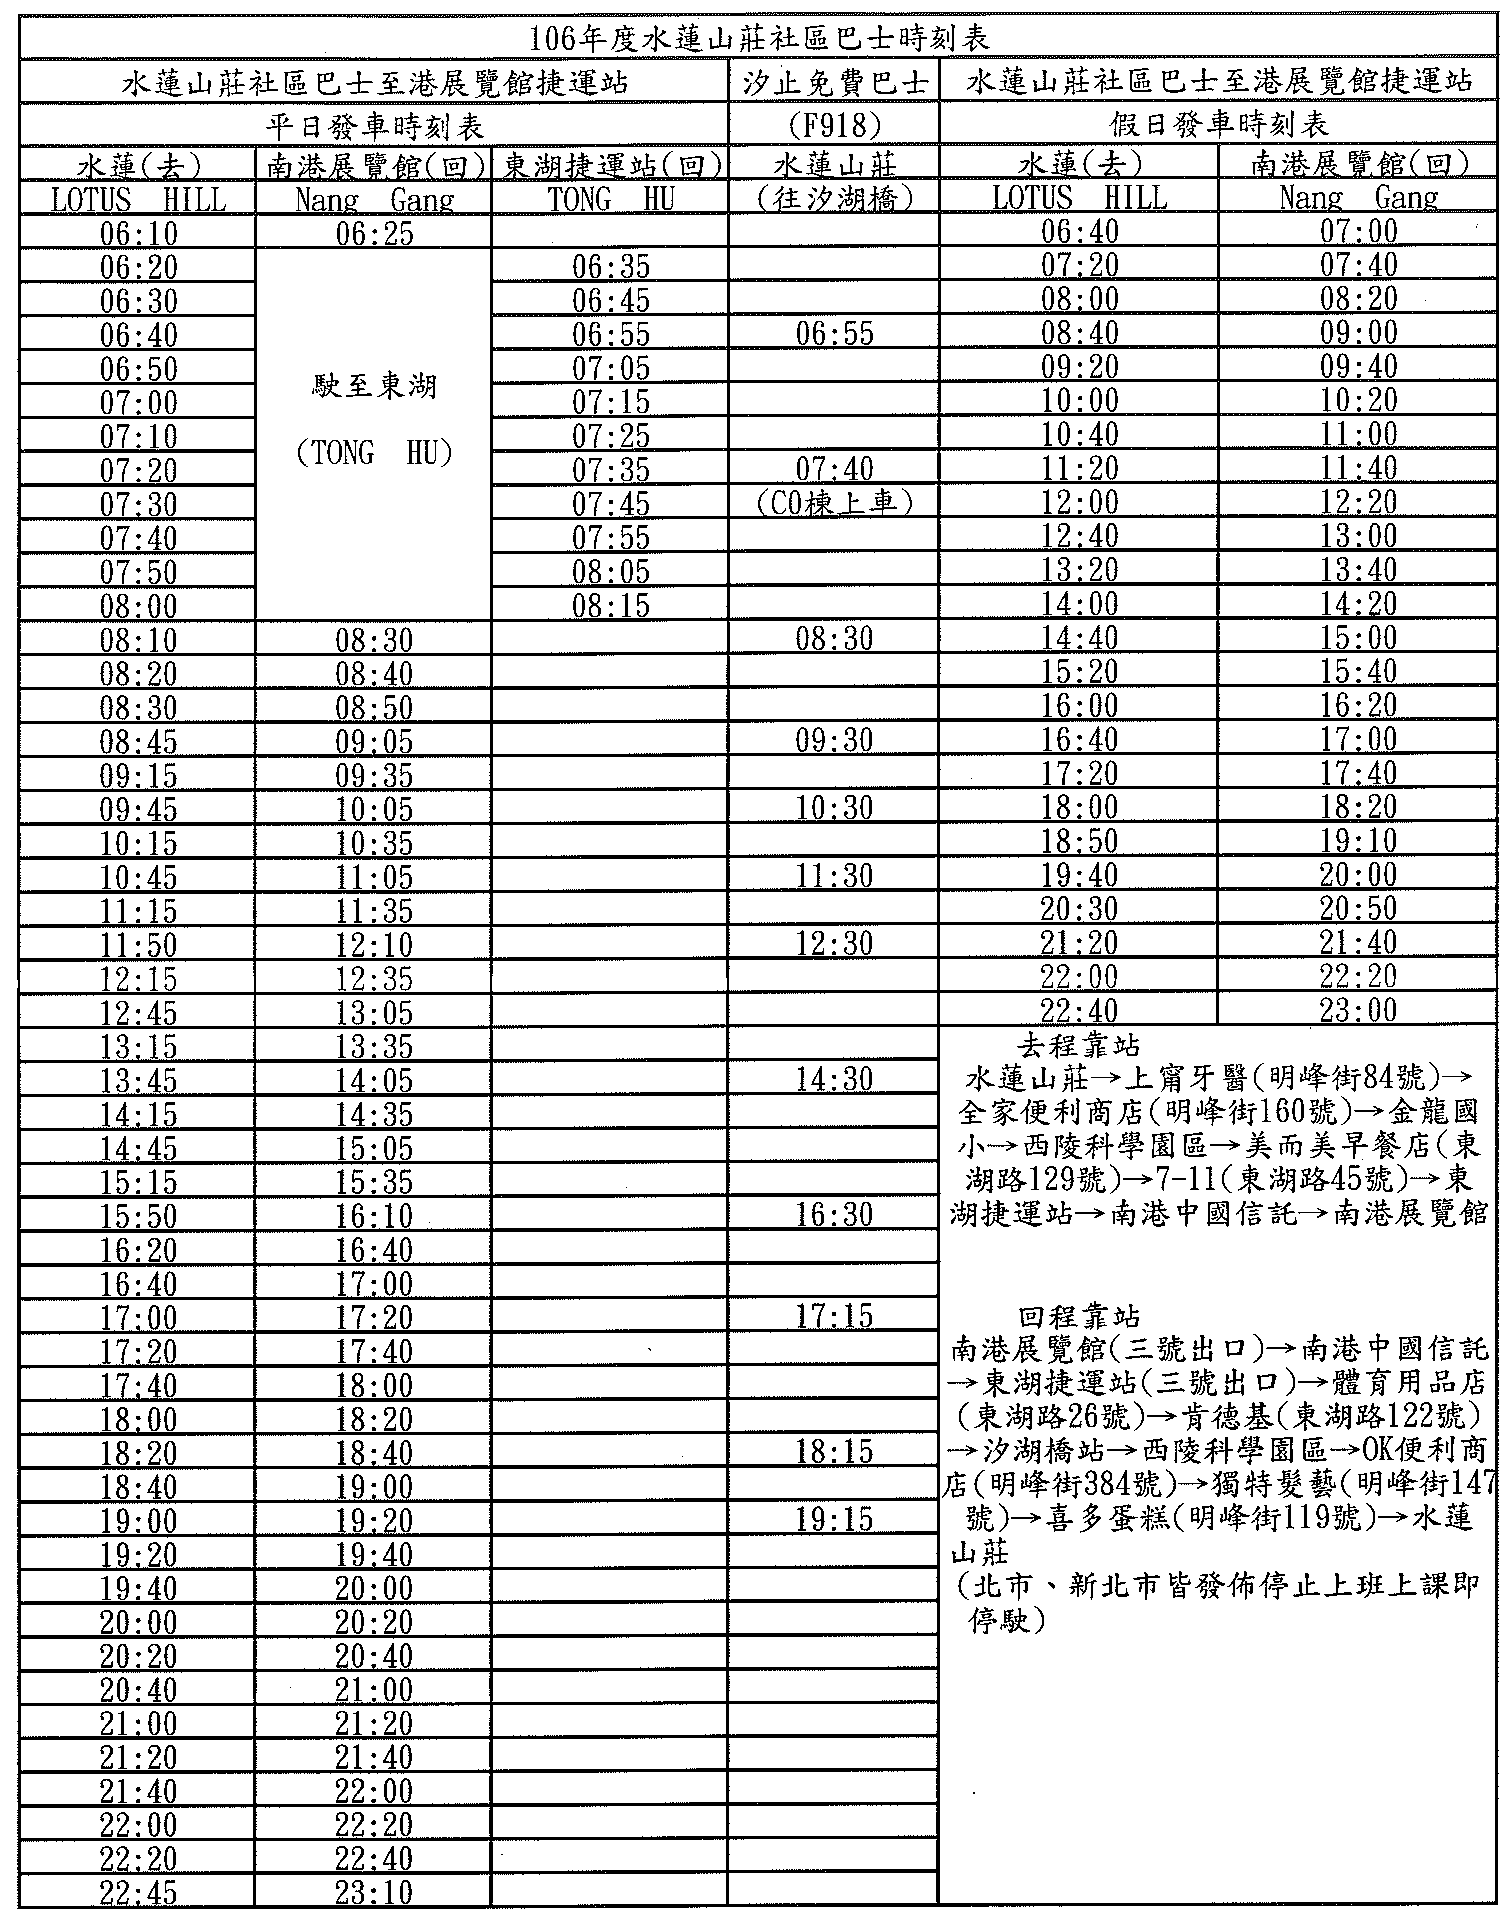 106年度水蓮山莊社區巴士時刻表
水蓮山莊社區巴士至港展覽館捷運站 汐止免費巴士 水蓮山莊社區巴士至港展覽館捷運站
平日發車時刻表 (F918) 假日發車時刻表
水蓮(去) 南港展覽館(回) 東湖捷運站(回) 水蓮山莊 水蓮(去) 南港展覽館(回)
LOTUS HILL Nang Gang TONG HU (往汐湖橋) LOTUS HILL Nang Gang
06:10 06:25 06:40 07:00
06:20 06:35 07:20 07:40
06:30 06:45 08:00 08:20
06:40 06:55 06:55 08:40 09:00
06:50 07:05 09:20 09:40
駛至東湖
07:00 07:15 10:00 10:20
07:10 07:25 10:40 11:00
(TONG HU)
07:20 07:35 07:40 11:20 11:40
07:30 07:45 (C0棟上車) 12:00 12:20
07:40 07:55 12:40 13:00
07:50 08:05 13:20 13:40
08:00 08:15 14:00 14:20
08:10 08:30 08:30 14:40 15:00
08:20 08:40 15:20 15:40
08:30 08:50 16:00 16:20
08:45 09:05 09:30 16:40 17:00
09:15 09:35 17:20 17:40
09:45 10:05 10:30 18:00 18:20
10:15 10:35 18:50 19:10
10:45 11:05 11:30 19:40 20:00
11:15 11:35 20:30 20:50
11:50 12:10 12:30 21:20 21:40
12:15 12:35 22:00 22:20
12:45 13:05 22:40 23:00
13:15 13:35
13:45 14:05 14:30
14:15 14:35
14:45 15:05
15:15 15:35
15:50 16:10 16:30
16:20 16:40
16:40 17:00
17:00 17:20 17:15
17:20 17:40
17:40 18:00
18:00 18:20
18:20 18:40 18:15
18:40 19:00
19:00 19:20 19:15
19:20 19:40
19:40 20:00
20:00 20:20
20:20 20:40
20:40 21:00
21:00 21:20
21:20 21:40
21:40 22:00
22:00 22:20
22:20 22:40
22:45 23:10
去程靠站
水蓮山莊→上甯牙醫(明峰街84號)→
全家便利商店(明峰街160號)→金龍國
小→西陵科學園區→美而美早餐店(東
湖路129號)→7-11(東湖路45號)→東
湖捷運站→南港中國信託→南港展覽館
回程靠站
南港展覽館(三號出口)→南港中國信託
→東湖捷運站(三號出口)→體育用品店
(東湖路26號)→肯德基(東湖路122號)
→汐湖橋站→西陵科學園區→OK便利商
店(明峰街384號)→獨特髮藝(明峰街147
號)→喜多蛋糕(明峰街119號)→水蓮
山莊
(北市、新北市皆發佈停止上班上課即
停駛)